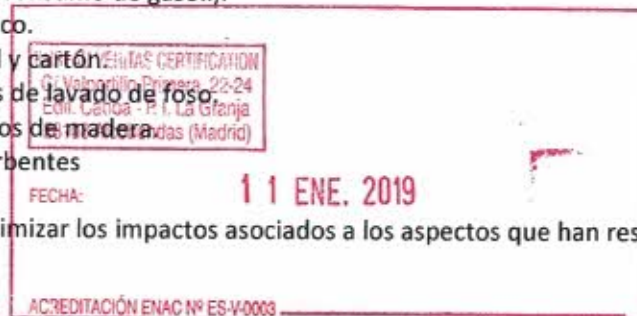 co.
y cartón.
VERITAS CERTIFICATION
C/ Valportillo Primera, 22-24
s de lavado de foso.
Edif. Caoba - P. I. La Granja
os de madera.
(Madrid)
rbentes
FECHA: 11 ENE. 2019
imizar los impactos asociados a los aspectos que han res
ACREDITACIÓN ENAC Nº ES-V-0003